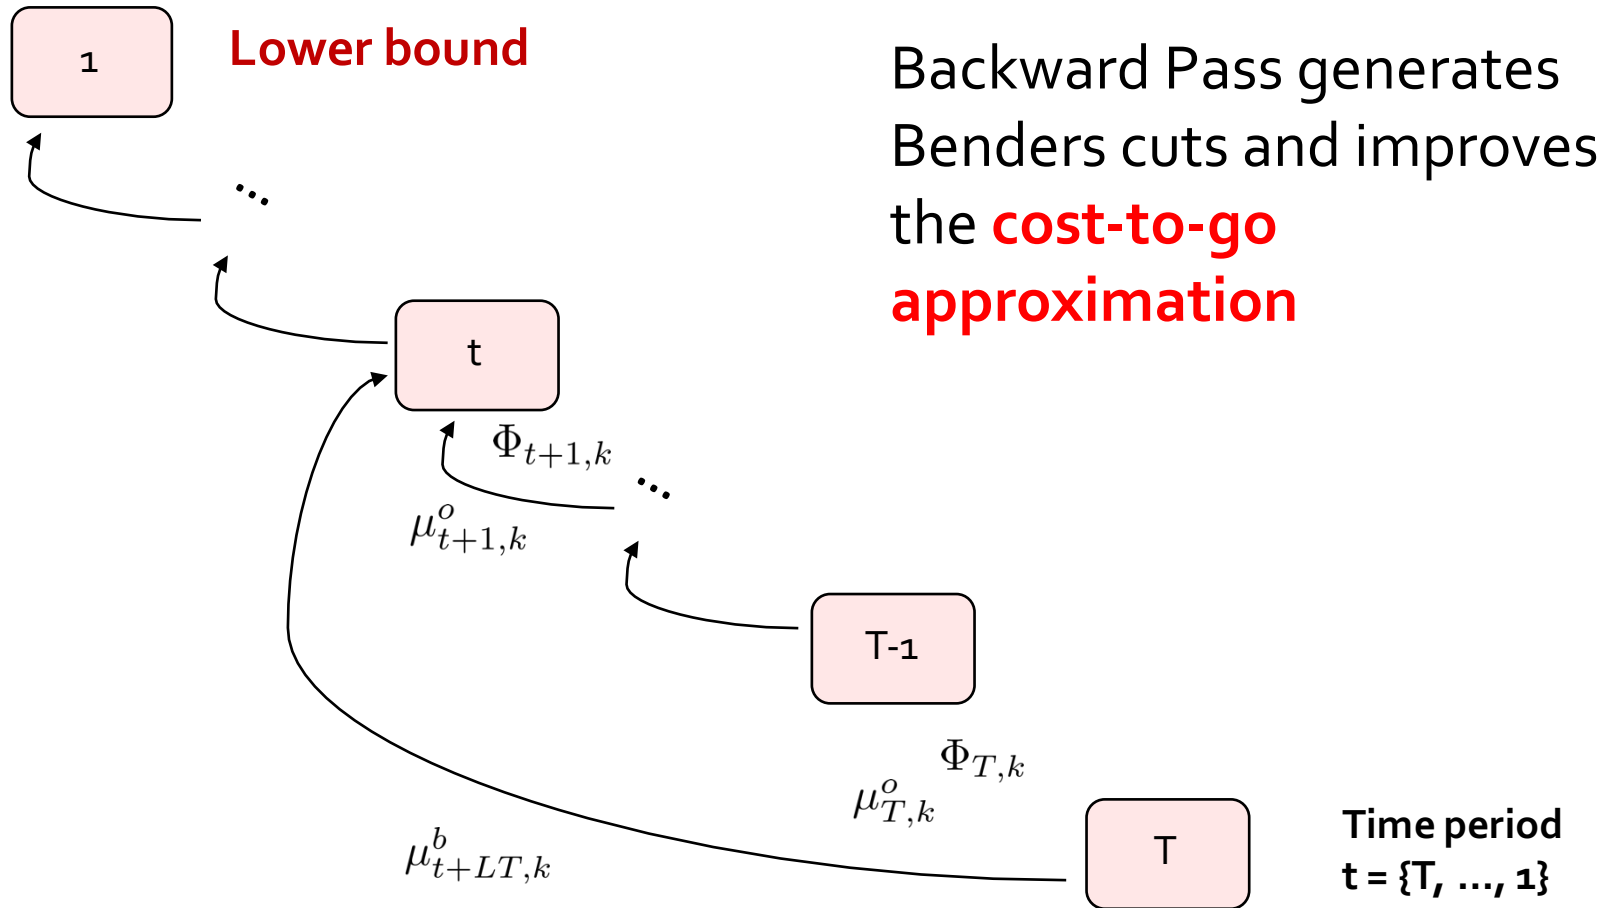 1
Lower bound
Backward Pass generates
Benders cuts and improves
the cost-to-go
approximation
...
t
Φ_{t+1,k}
...
μ^o_{t+1,k}
T-1
Φ_{T,k}
μ^o_{T,k}
μ^b_{t+LT,k}
T
Time period
t = {T, ..., 1}